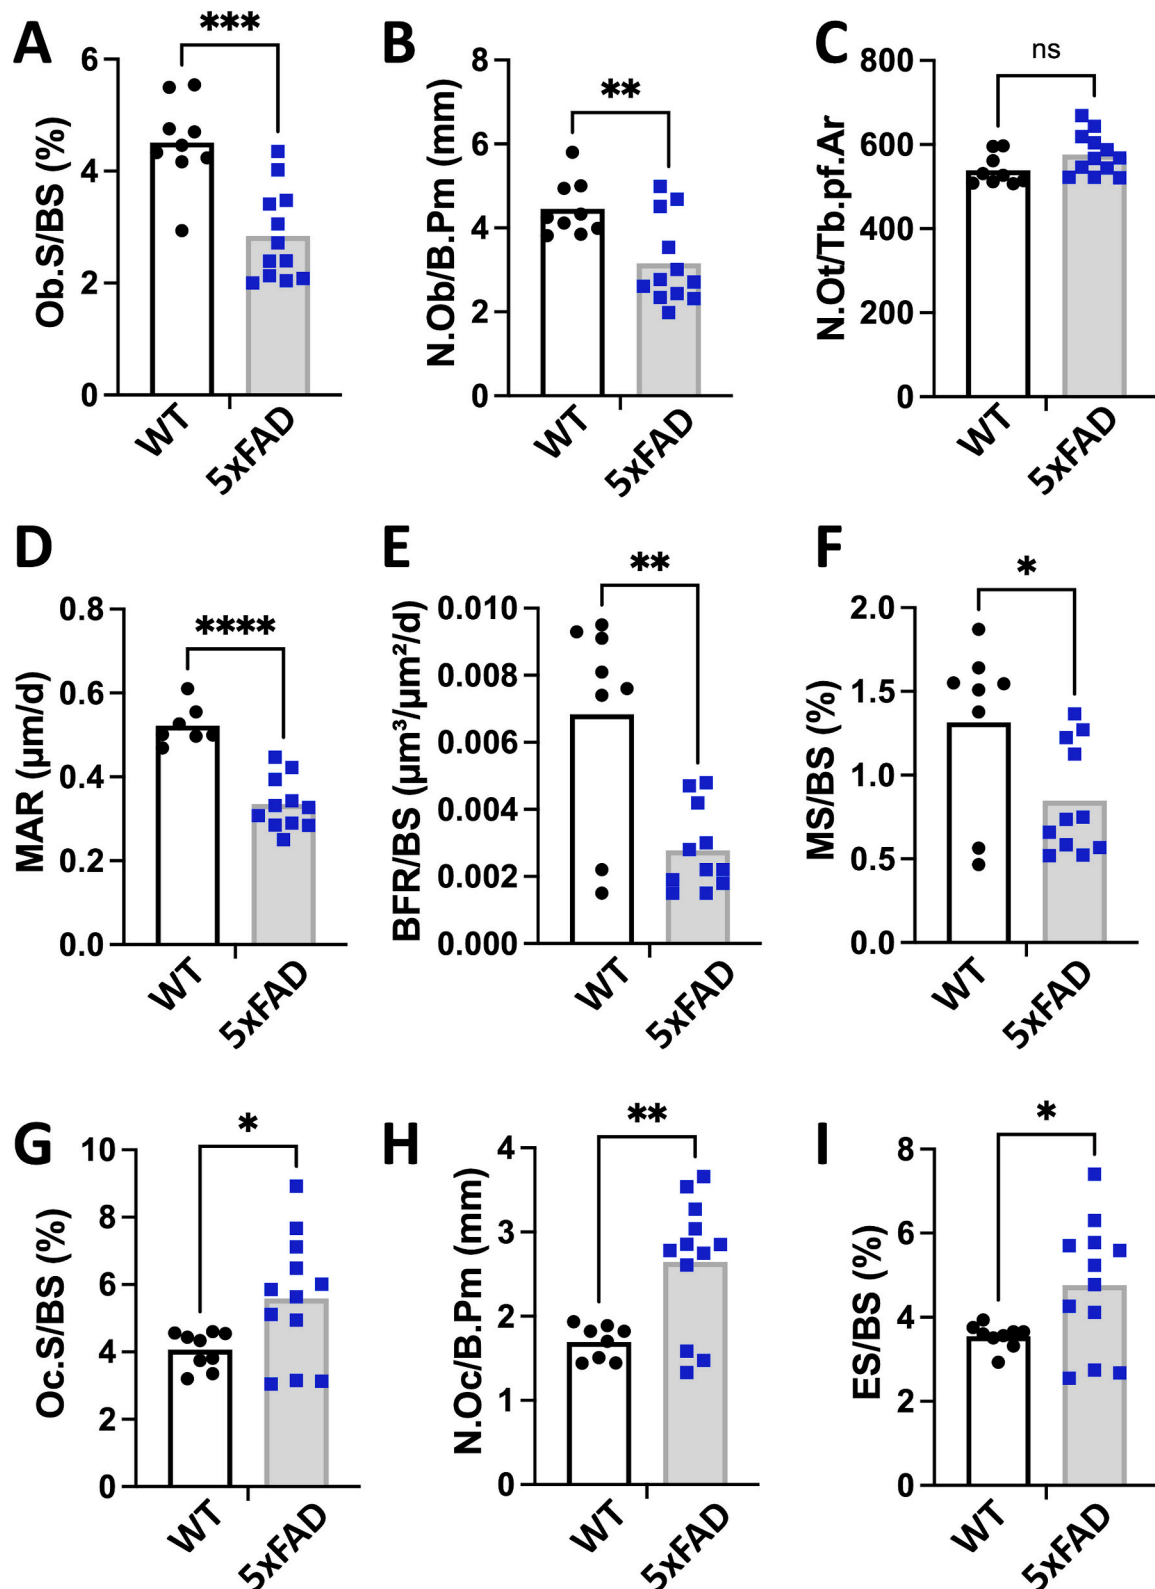 A
Ob.S/BS (%)
6
4
2
0
***
WT
5xFAD
B
N.Ob/B.Pm (mm)
8
6
4
2
0
**
WT
5xFAD
C
N.Ot/Tb.pf.Ar
800
600
400
200
0
ns
WT
5xFAD
D
MAR (µm/d)
0.8
0.6
0.4
0.2
0.0
****
WT
5xFAD
E
BFR/BS (µm³/µm²/d)
0.010
0.008
0.006
0.004
0.002
0.000
**
WT
5xFAD
F
MS/BS (%)
2.0
1.5
1.0
0.5
0.0
*
WT
5xFAD
G
Oc.S/BS (%)
10
8
6
4
2
0
*
WT
5xFAD
H
N.Oc/B.Pm (mm)
4
3
2
1
0
**
WT
5xFAD
I
ES/BS (%)
8
6
4
2
0
*
WT
5xFAD